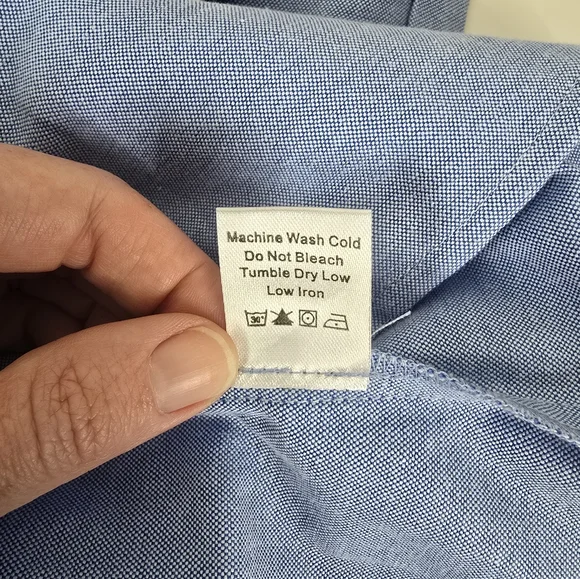 Machine Wash Cold
Do Not Bleach
Tumble Dry Low
Low Iron
30°